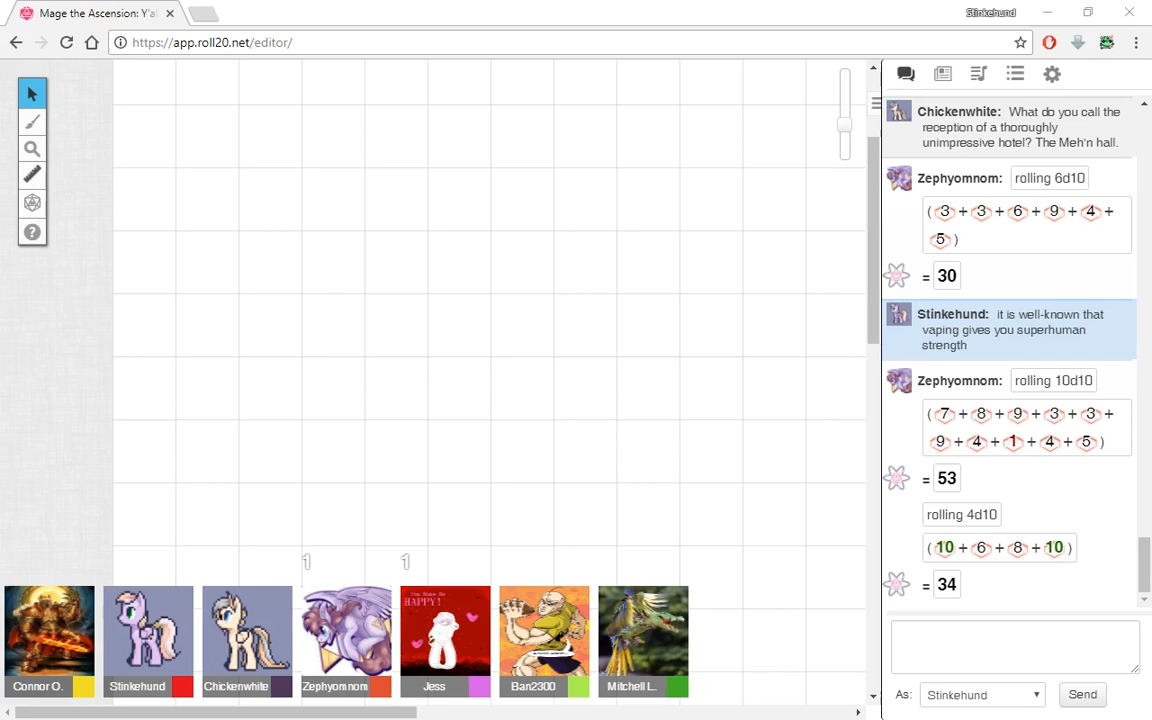 Mage the Ascension: Y'a
Stinkehund
https://app.roll20.net/editor/
Chickenwhite: What do you call the
reception of a thoroughly
unimpressive hotel? The Meh'n hall.
Zephyomnom: rolling 6d10
(3+3+6+9+4+
5)
= 30
Stinkehund: it is well-known that
vaping gives you superhuman
strength
Zephyomnom: rolling 10d10
(7+8+9+3+3+
9+4+1+4+5)
= 53
rolling 4d10
(10+6+8+10)
= 34
1 1
YOU MAKE ME
HAPPY!
Connor O. Stinkehund Chickenwhite Zephyomnom Jess Ban2300 Mitchell L.
As: Stinkehund Send